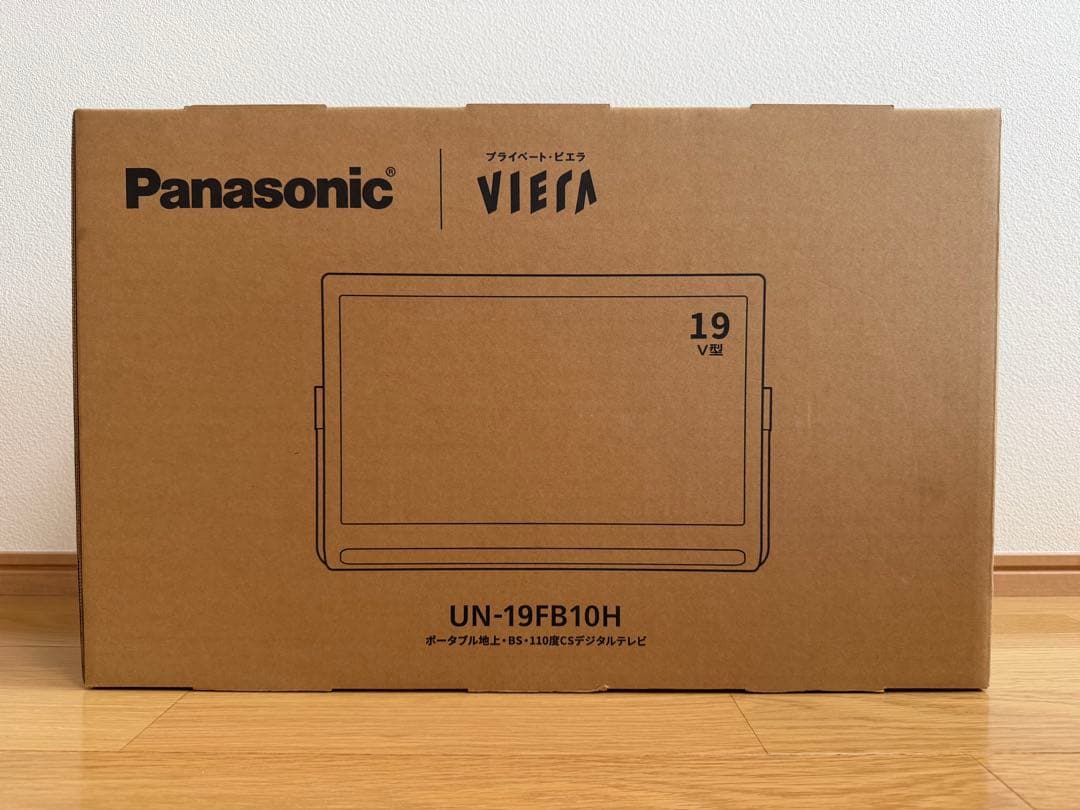 Panasonic®
プライベート・ビエラ
VIErA
19
V型
UN-19FB10H
ポータブル地上・BS・110度CSデジタルテレビ